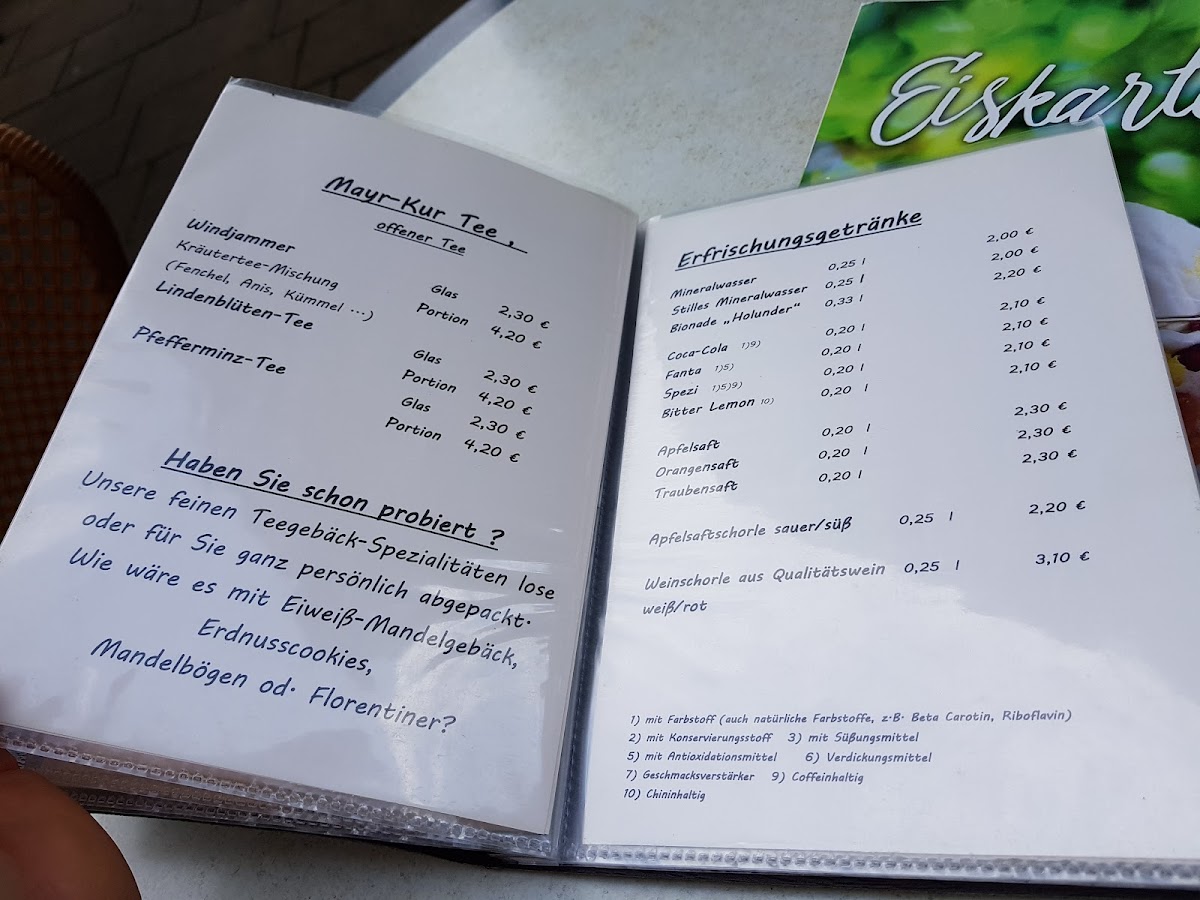 Mayr-Kur Tee,
offener Tee
Windjammer
Kräutertee-Mischung
(Fenchel, Anis, Kümmel ...)
Glas 2,30 €
Portion 4,20 €
Lindenblüten-Tee
Glas 2,30 €
Portion 4,20 €
Pfefferminz-Tee
Glas 2,30 €
Portion 4,20 €
Haben Sie schon probiert ?
Unsere feinen Teegebäck-Spezialitäten lose
oder für Sie ganz persönlich abgepackt.
Wie wäre es mit Eiweiß-Mandelgebäck,
Erdnusscookies,
Mandelbögen od. Florentiner?
Eiskarte
Erfrischungsgetränke
Mineralwasser 0,25 l 2,00 €
Stilles Mineralwasser 0,25 l 2,00 €
Bionade „Holunder" 0,33 l 2,20 €
Coca-Cola 1)9) 0,20 l 2,10 €
Fanta 1)5) 0,20 l 2,10 €
Spezi 1)5)9) 0,20 l 2,10 €
Bitter Lemon 10) 0,20 l 2,10 €
Apfelsaft 0,20 l 2,30 €
Orangensaft 0,20 l 2,30 €
Traubensaft 0,20 l 2,30 €
Apfelsaftschorle sauer/süß 0,25 l 2,20 €
Weinschorle aus Qualitätswein 0,25 l 3,10 €
weiß/rot
1) mit Farbstoff (auch natürliche Farbstoffe, z.B. Beta Carotin, Riboflavin)
2) mit Konservierungsstoff 3) mit Süßungsmittel
5) mit Antioxidationsmittel 6) Verdickungsmittel
7) Geschmacksverstärker 9) Coffeinhaltig
10) Chininhaltig